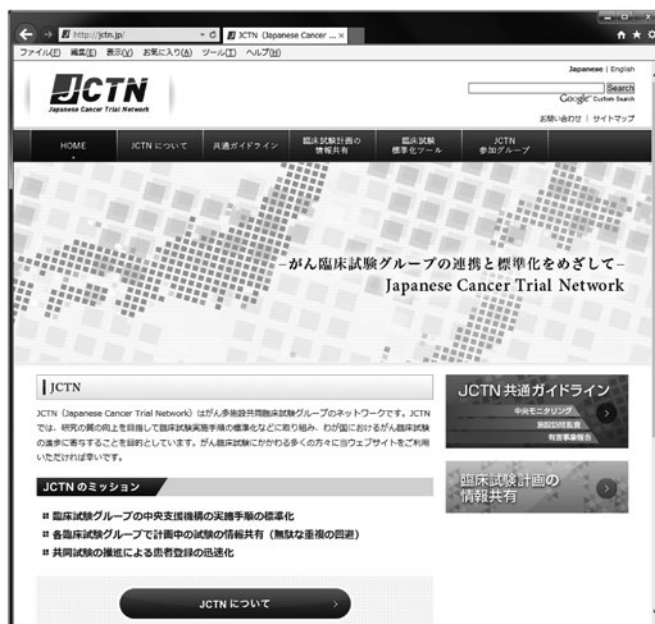 http://jctn.jp/
JCTN (Japanese Cancer ...
ファイル(F) 編集(E) 表示(V) お気に入り(A) ツール(T) ヘルプ(H)
Japanese | English
JCTN
Japanese Cancer Trial Network
Search
Google Custom Search
お問い合わせ | サイトマップ
HOME
JCTN について
共通ガイドライン
臨床試験計画の
情報共有
臨床試験
標準化ツール
JCTN
参加グループ
–がん臨床試験グループの連携と標準化をめざして–
Japanese Cancer Trial Network
JCTN
JCTN（Japanese Cancer Trial Network）はがん多施設共同臨床試験グループのネットワークです。JCTN
では、研究の質の向上を目指して臨床試験実施手順の標準化などに取り組み、わが国におけるがん臨床試験
の進歩に寄与することを目的としています。がん臨床試験にかかわる多くの方々に当ウェブサイトをご利用
いただければ幸いです。
JCTN のミッション
臨床試験グループの中央支援機構の実施手順の標準化
各臨床試験グループで計画中の試験の情報共有（無駄な重複の回避）
共同試験の推進による患者登録の迅速化
JCTN について
JCTN 共通ガイドライン
中央モニタリング
施設訪問監査
有害事象報告
臨床試験計画の
情報共有